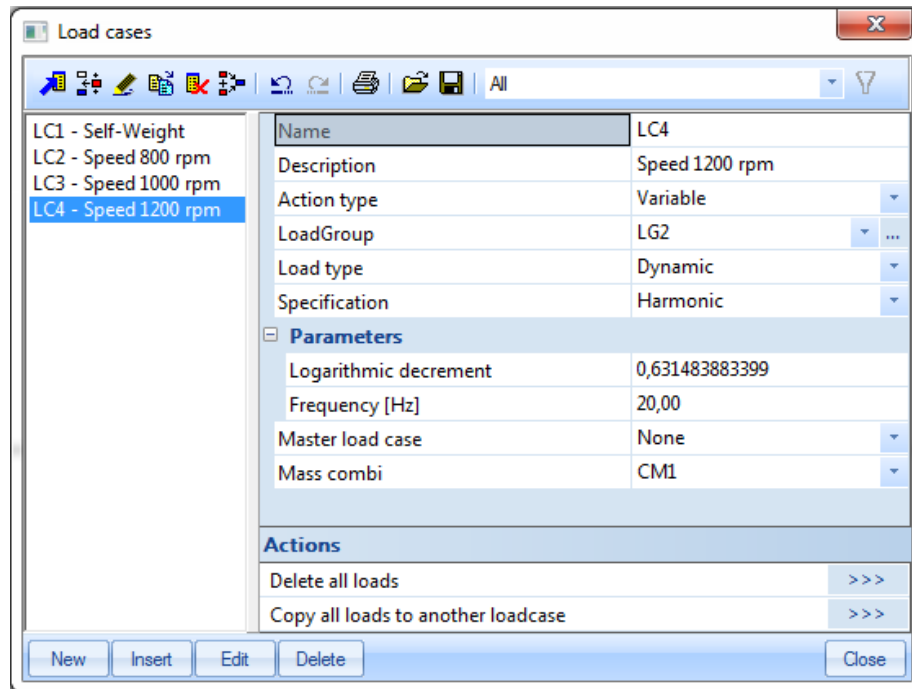 Load cases
All
LC1 - Self-Weight
LC2 - Speed 800 rpm
LC3 - Speed 1000 rpm
LC4 - Speed 1200 rpm
Name LC4
Description Speed 1200 rpm
Action type Variable
LoadGroup LG2 ...
Load type Dynamic
Specification Harmonic
Parameters
Logarithmic decrement 0,631483883399
Frequency [Hz] 20,00
Master load case None
Mass combi CM1
Actions
Delete all loads >>>
Copy all loads to another loadcase >>>
New Insert Edit Delete Close